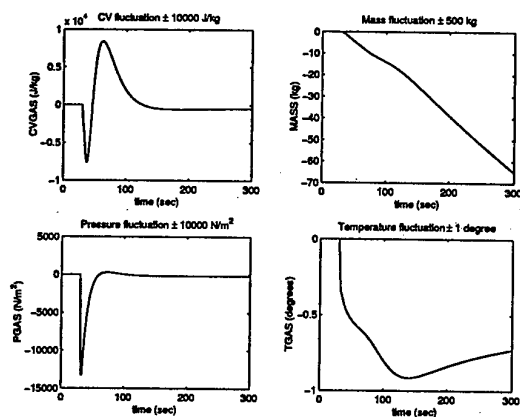 x 10⁴
CV fluctuation ± 10000 J/kg
1
0.5
0
-0.5
-1
0
100
200
300
CVGAS (J/kg)
time (sec)
Mass fluctuation ± 500 kg
0
-10
-20
-30
-40
-50
-60
-70
0
100
200
300
MASS (kg)
time (sec)
Pressure fluctuation ± 10000 N/m²
5000
0
-5000
-10000
-15000
0
100
200
300
PGAS (N/m²)
time (sec)
Temperature fluctuation ± 1 degree
0
-0.5
-1
0
100
200
300
TGAS (degrees)
time (sec)